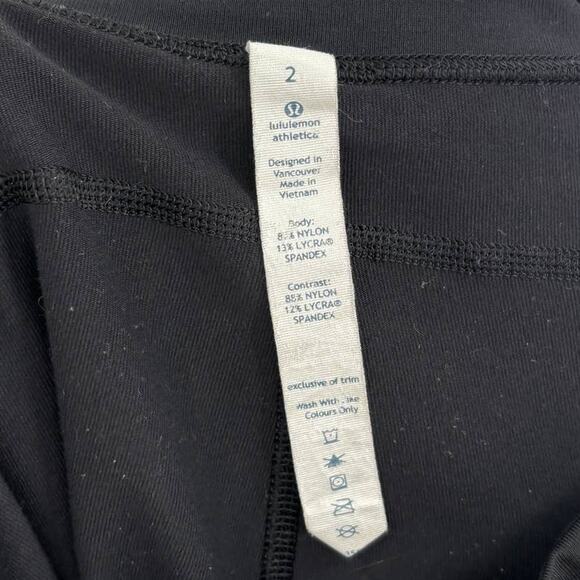 2
lululemon
athletica
Designed in
Vancouver
Made in
Vietnam
Body:
NYLON
13% LYCRA®
SPANDEX
Contrast:
88% NYLON
12% LYCRA®
SPANDEX
exclusive of trim
Wash With
Colours Only